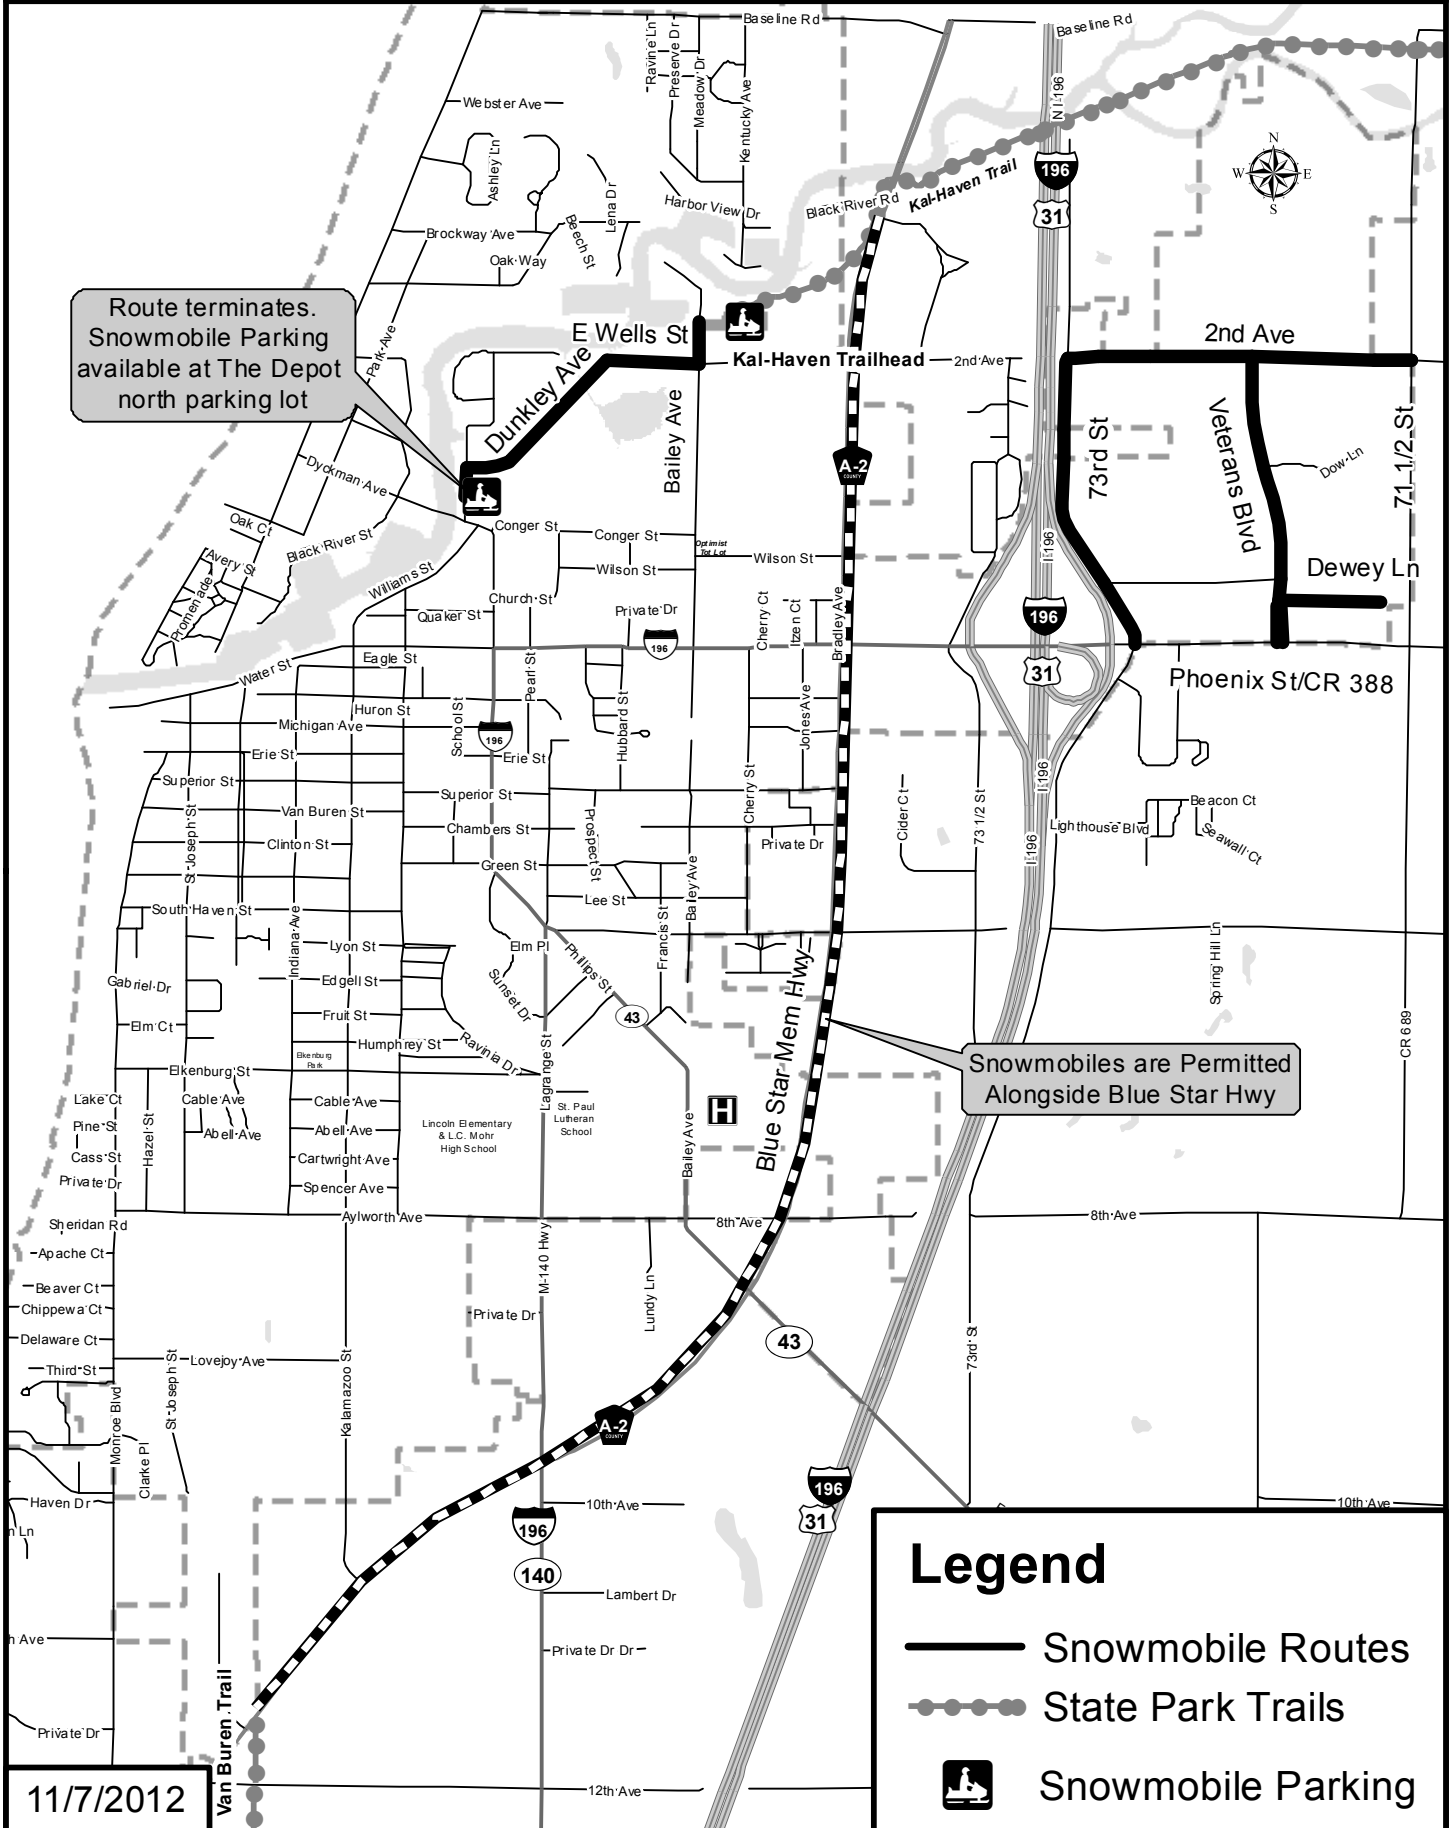 Baseline Rd
Baseline Rd
Ravine Ln
Preserve Dr
Meadow Dr
Kentucky Ave
Webster Ave
Ashley Ln
N I-196
Lena Dr
Beech St
Harbor View Dr
Black River Rd
Kal-Haven Trail
196
31
N
W
E
S
Brockway Ave
Oak Way
Route terminates.
Snowmobile Parking
available at The Depot
north parking lot
Park Ave
E Wells St
Dunkley Ave
Kal-Haven Trailhead
2nd Ave
2nd Ave
Bailey Ave
A-2
COUNTY
73rd St
Veterans Blvd
Dow Ln
71 1/2 St
Dyckman Ave
Oak Ct
Black River St
Avery St
Promenade
Williams St
Conger St
Conger St
Optimist
Tot Lot
Wilson St
Wilson St
I-196
Dewey Ln
Church St
Quaker St
Private Dr
Cherry Ct
Itzen Ct
Bradley Ave
196
196
31
Phoenix St/CR 388
Water St
Eagle St
Pearl St
School St
Huron St
Michigan Ave
Hubbard St
Jones Ave
196
Erie St
Erie St
Superior St
Superior St
Van Buren St
Clinton St
Chambers St
Prospect St
Cherry St
Private Dr
Cider Ct
73 1/2 St
I-196
I-196
Beacon Ct
Lighthouse Blvd
Seawall Ct
St Joseph St
Green St
Bailey Ave
Lee St
Francis St
South Haven St
Indiana Ave
Lyon St
Elm Pl
Phillips St
Sunset Dr
Gabriel Dr
Edgell St
Fruit St
43
Blue Star Mem Hwy
Spring Hill Ln
CR 689
Elm Ct
Humphrey St
Ravinia Dr
Elkenburg
Park
Elkenburg St
Lagrange St
Snowmobiles are Permitted
Alongside Blue Star Hwy
Lake Ct
Cable Ave
Cable Ave
Pine St
Abell Ave
Abell Ave
Hazel St
Lincoln Elementary
& L.C. Mohr
High School
St. Paul
Lutheran
School
H
Bailey Ave
Cass St
Cartwright Ave
Private Dr
Spencer Ave
Sheridan Rd
Aylworth Ave
8th Ave
8th Ave
Apache Ct
M-140 Hwy
Beaver Ct
Chippewa Ct
Private Dr
Lundy Ln
Delaware Ct
43
73rd St
Third St
Lovejoy Ave
St Joseph St
Kalamazoo St
Monroe Blvd
Clarke Pl
A-2
COUNTY
Haven Dr
n Ln
196
31
10th Ave
10th Ave
196
140
Lambert Dr
h Ave
Private Dr Dr
Van Buren Trail
Private Dr
12th Ave
11/7/2012
Legend
Snowmobile Routes
State Park Trails
Snowmobile Parking